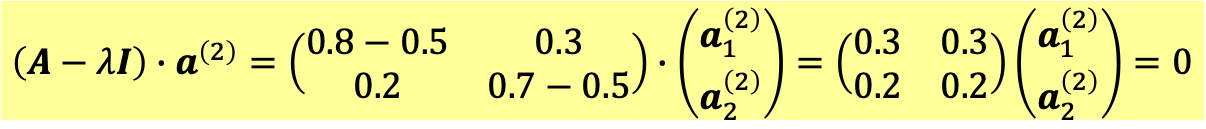 (𝑨 − 𝜆𝑰) · 𝒂⁽²⁾ = (0.8 − 0.5 0.3; 0.2 0.7 − 0.5) · (𝒂₁⁽²⁾; 𝒂₂⁽²⁾) = (0.3 0.3; 0.2 0.2) (𝒂₁⁽²⁾; 𝒂₂⁽²⁾) = 0